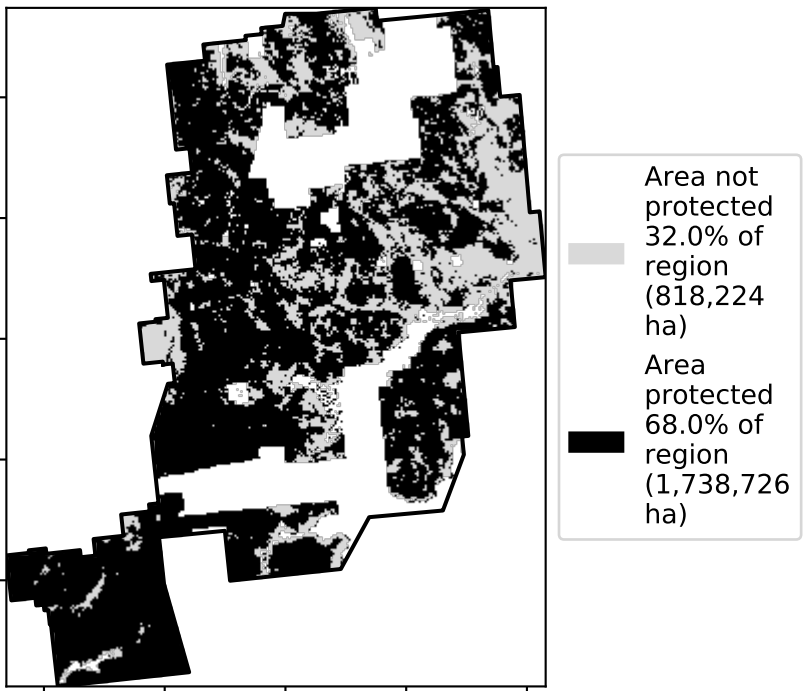 Area not
protected
32.0% of
region
(818,224
ha)
Area
protected
68.0% of
region
(1,738,726
ha)